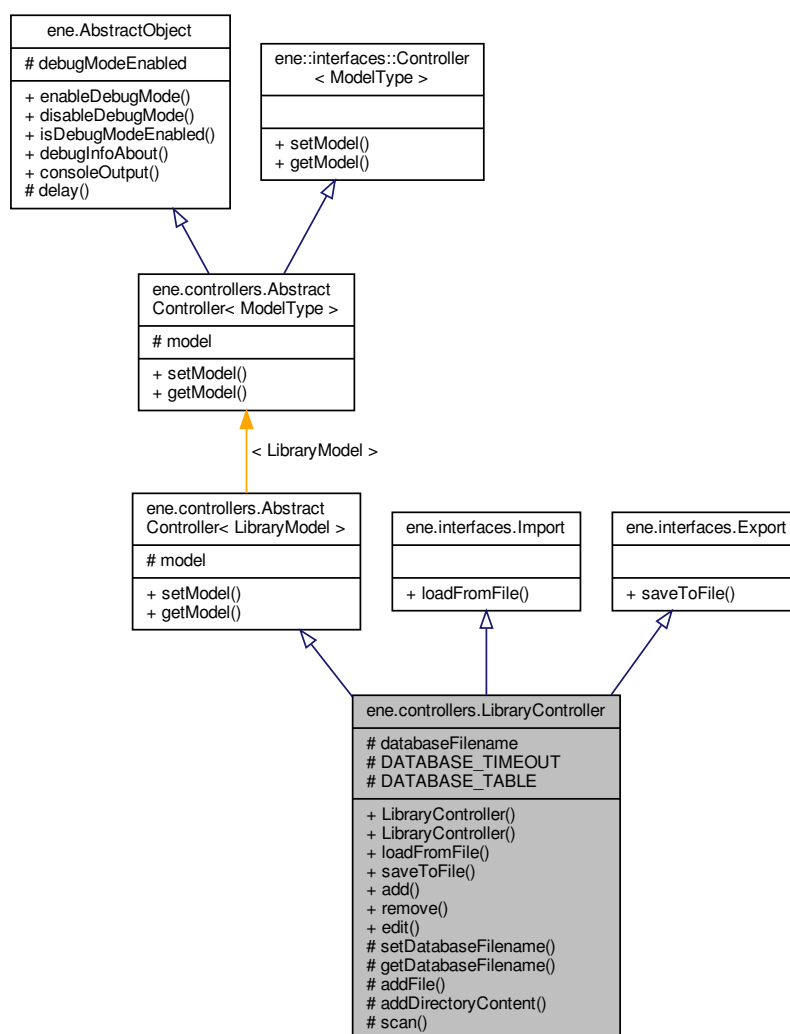 ene.AbstractObject
# debugModeEnabled
+ enableDebugMode()
+ disableDebugMode()
+ isDebugModeEnabled()
+ debugInfoAbout()
+ consoleOutput()
# delay()
ene::interfaces::Controller
< ModelType >
+ setModel()
+ getModel()
ene.controllers.Abstract
Controller< ModelType >
# model
+ setModel()
+ getModel()
< LibraryModel >
ene.controllers.Abstract
Controller< LibraryModel >
# model
+ setModel()
+ getModel()
ene.interfaces.Import
+ loadFromFile()
ene.interfaces.Export
+ saveToFile()
ene.controllers.LibraryController
# databaseFilename
# DATABASE_TIMEOUT
# DATABASE_TABLE
+ LibraryController()
+ LibraryController()
+ loadFromFile()
+ saveToFile()
+ add()
+ remove()
+ edit()
# setDatabaseFilename()
# getDatabaseFilename()
# addFile()
# addDirectoryContent()
# scan()